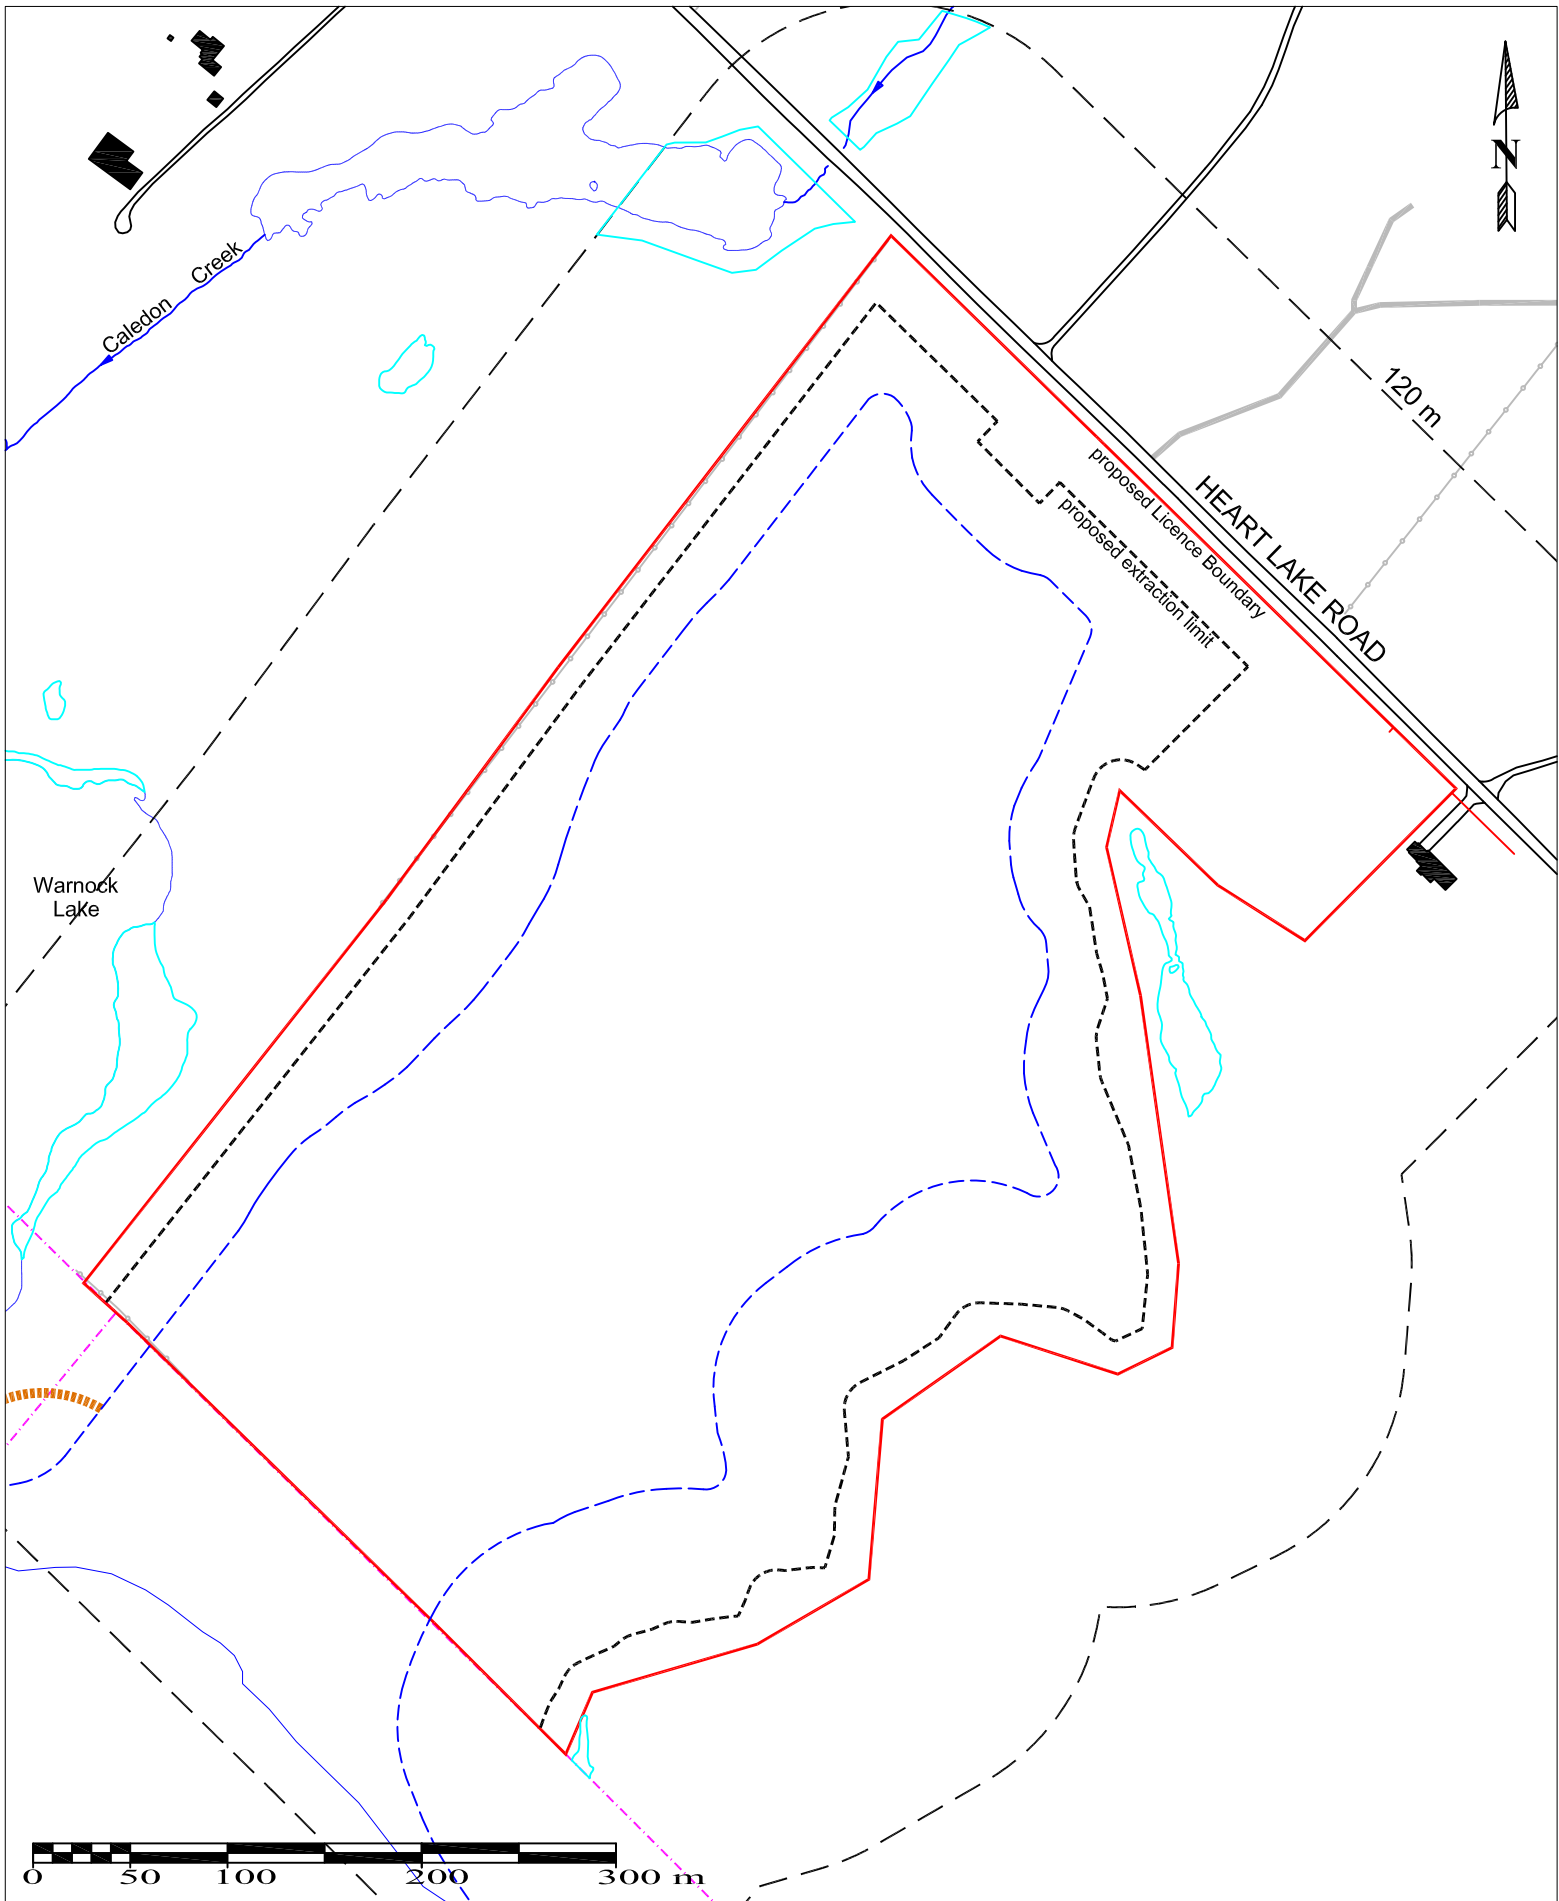 N
Caledon Creek
120 m
HEART LAKE ROAD
proposed Licence Boundary
proposed extraction limit
Warnock
Lake
0 50 100 200 300 m